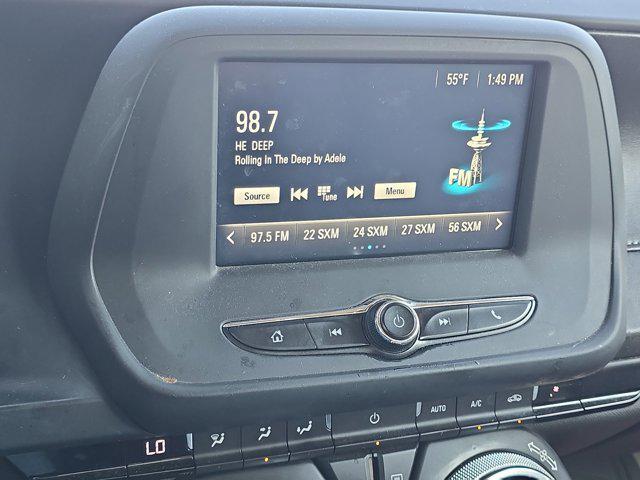 55°F 1:49 PM
98.7
HE DEEP
Rolling In The Deep by Adele
FM
Source Tune Menu
97.5 FM 22 SXM 24 SXM 27 SXM 56 SXM
LO AUTO A/C